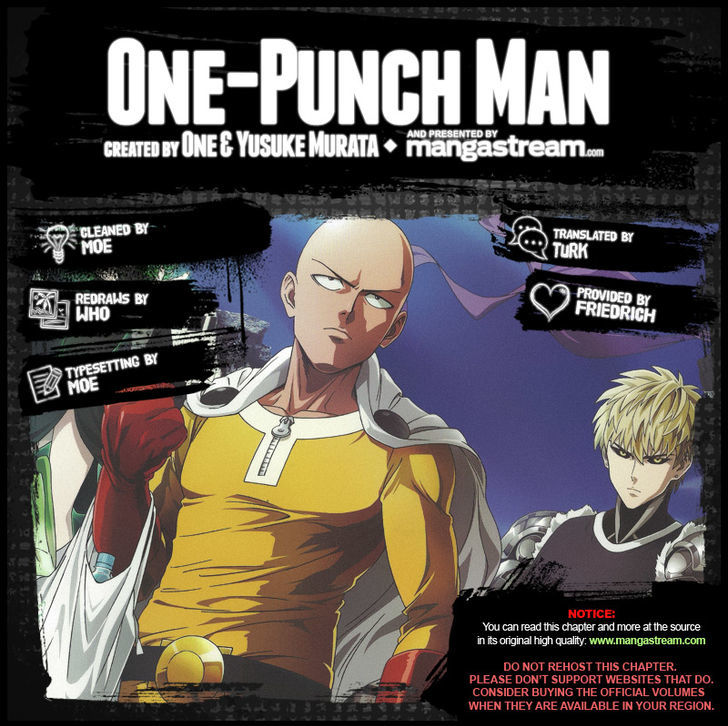 ONE-PUNCH MAN
CREATED BY ONE & YUSUKE MURATA ◆ AND PRESENTED BY mangastream.com
CLEANED BY
MOE
REDRAWS BY
WHO
TYPESETTING BY
MOE
TRANSLATED BY
TURK
PROVIDED BY
FRIEDRICH
NOTICE:
You can read this chapter and more at the source
in its original high quality: www.mangastream.com
DO NOT REHOST THIS CHAPTER.
PLEASE DON'T SUPPORT WEBSITES THAT DO.
CONSIDER BUYING THE OFFICIAL VOLUMES
WHEN THEY ARE AVAILABLE IN YOUR REGION.